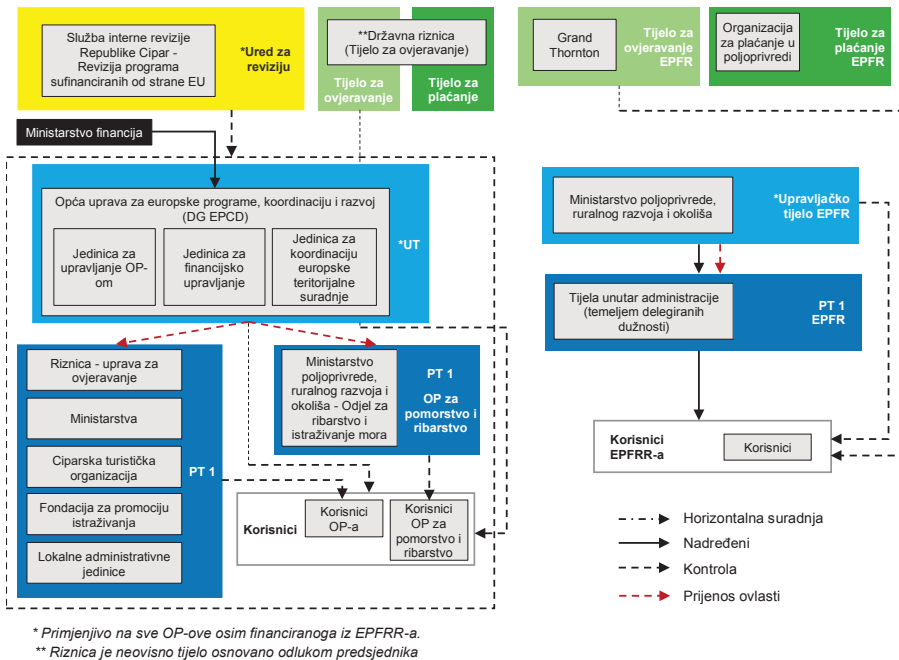 Služba interne revizije
Republike Cipar -
Revizija programa
sufinanciranih od strane EU
*Ured za
reviziju
**Državna riznica
(Tijelo za ovjeravanje)
Tijelo za
ovjeravanje
Tijelo za
plaćanje
Grand
Thornton
Tijelo za
ovjeravanje
EPFR
Organizacija
za plaćanje u
poljoprivredi
Tijelo za
plaćanje
EPFR
Ministarstvo financija
Opća uprava za europske programe, koordinaciju i razvoj
(DG EPCD)
Jedinica za
upravljanje OP-
om
Jedinica za
financijsko
upravljanje
Jedinica za
koordinaciju
europske
teritorijalne
suradnje
*UT
Ministarstvo poljoprivrede,
ruralnog razvoja i okoliša
*Upravljačko
tijelo EPFR
Tijela unutar administracije
(temeljem delegiranih
dužnosti)
PT 1
EPFR
Riznica - uprava za
ovjeravanje
Ministarstva
Ciparska turistička
organizacija
Fondacija za promociju
istraživanja
Lokalne administrativne
jedinice
PT 1
Ministarstvo
poljoprivrede,
ruralnog razvoja i
okoliša - Odjel za
ribarstvo i
istraživanje mora
PT 1
OP za
pomorstvo i
ribarstvo
Korisnici
Korisnici
OP-a
Korisnici
OP za
pomorstvo i
ribarstvo
Korisnici
EPFRR-a
Korisnici
Horizontalna suradnja
Nadređeni
Kontrola
Prijenos ovlasti
* Primjenjivo na sve OP-ove osim financiranoga iz EPFRR-a.
** Riznica je neovisno tijelo osnovano odlukom predsjednika